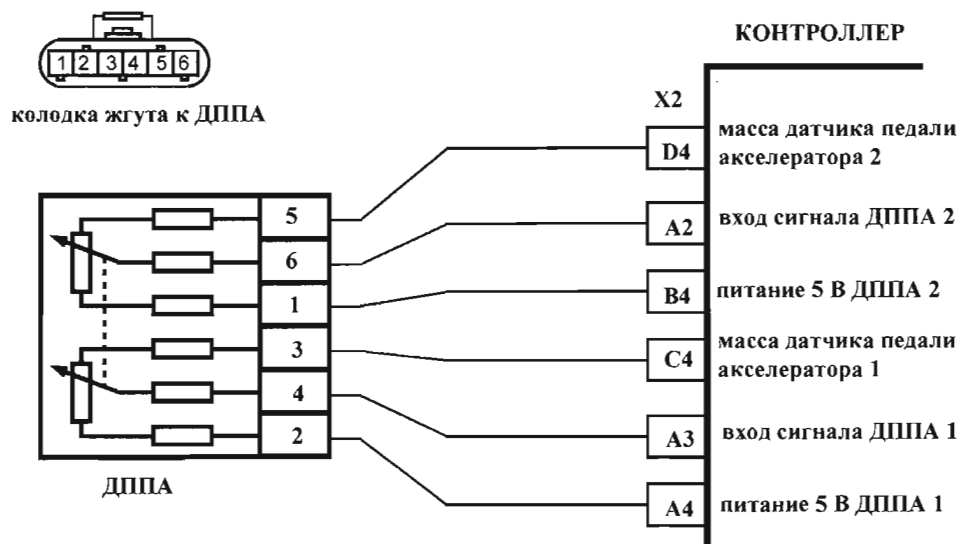 1 2 3 4 5 6
колодка жгута к ДППА
КОНТРОЛЛЕР
X2
D4
масса датчика педали
акселератора 2
A2
вход сигнала ДППА 2
B4
питание 5 В ДППА 2
C4
масса датчика педали
акселератора 1
A3
вход сигнала ДППА 1
A4
питание 5 В ДППА 1
5
6
1
3
4
2
ДППА